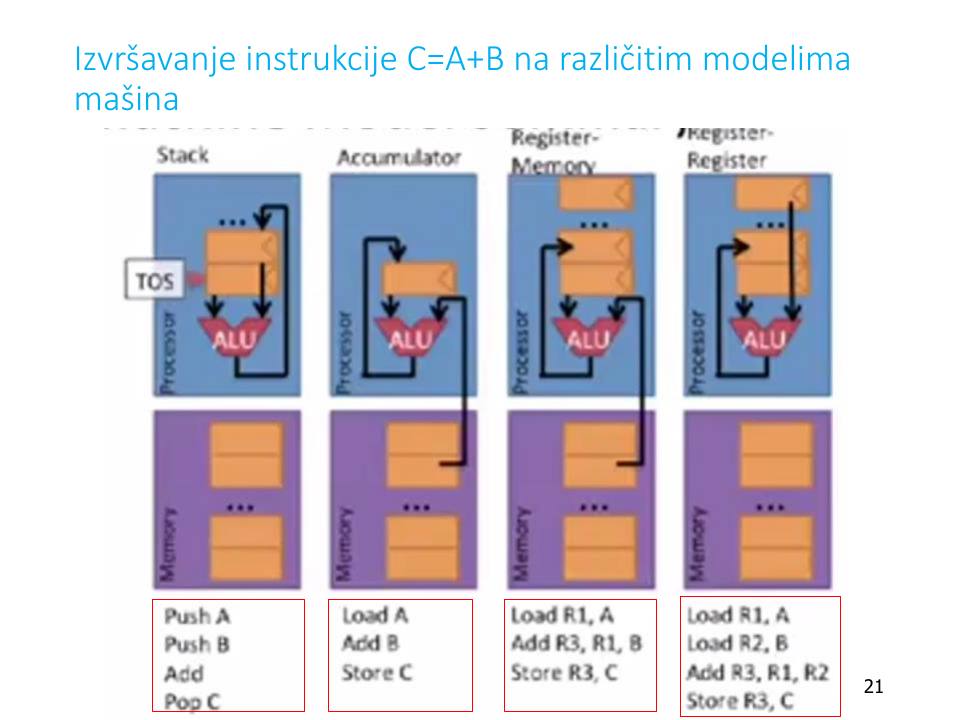 Izvršavanje instrukcije C=A+B na različitim modelima
mašina
Stack
Accumulator
Register-
Memory
Register-
Register
...
...
...
TOS
ALU
ALU
ALU
ALU
Processor
Processor
Processor
Processor
...
...
...
...
Memory
Memory
Memory
Memory
Push A
Push B
Add
Pop C
Load A
Add B
Store C
Load R1, A
Add R3, R1, B
Store R3, C
Load R1, A
Load R2, B
Add R3, R1, R2
Store R3, C
21